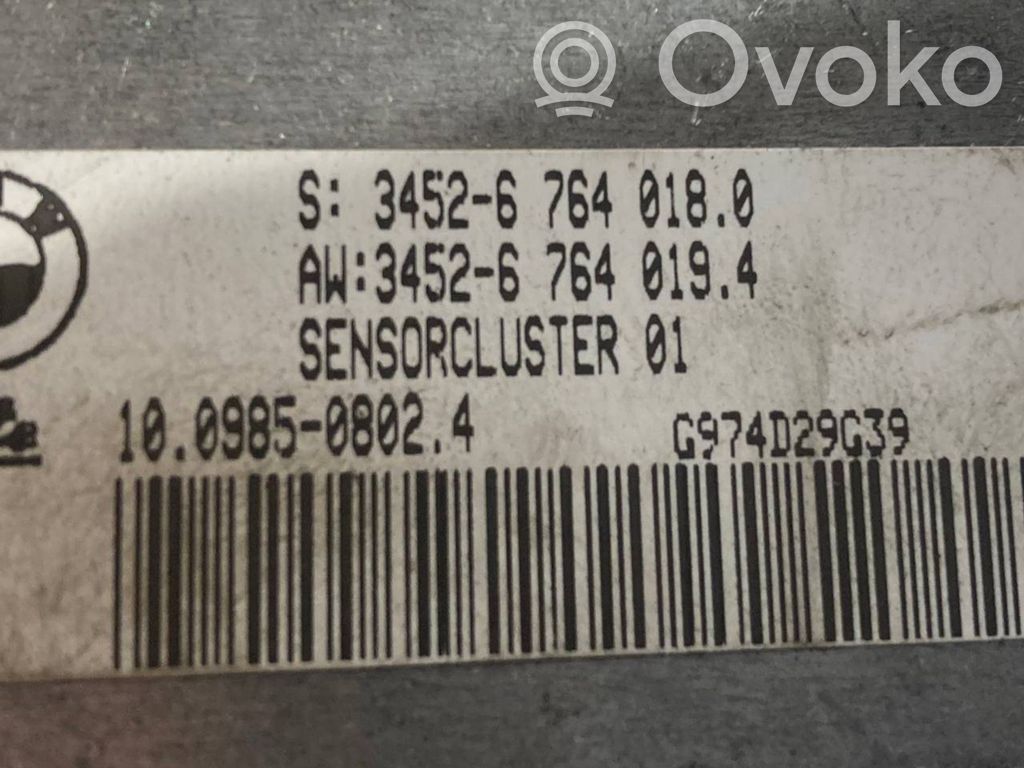 Ovoko
S: 3452-6 764 018.0
AW:3452-6 764 019.4
SENSORCLUSTER 01
10.0985-0802.4 G974D29G39